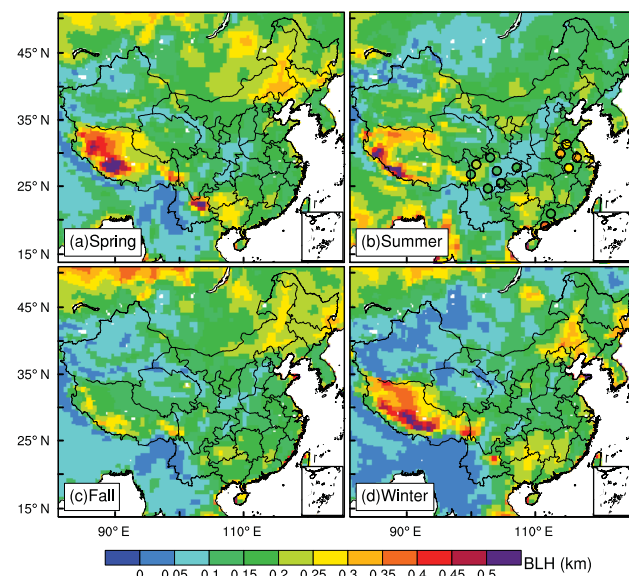 45° N
35° N
25° N
15° N
(a)Spring
(b)Summer
45° N
35° N
25° N
15° N
(c)Fall
(d)Winter
90° E
110° E
90° E
110° E
0
0.05
0.1
0.15
0.2
0.25
0.3
0.35
0.4
0.45
0.5
BLH (km)